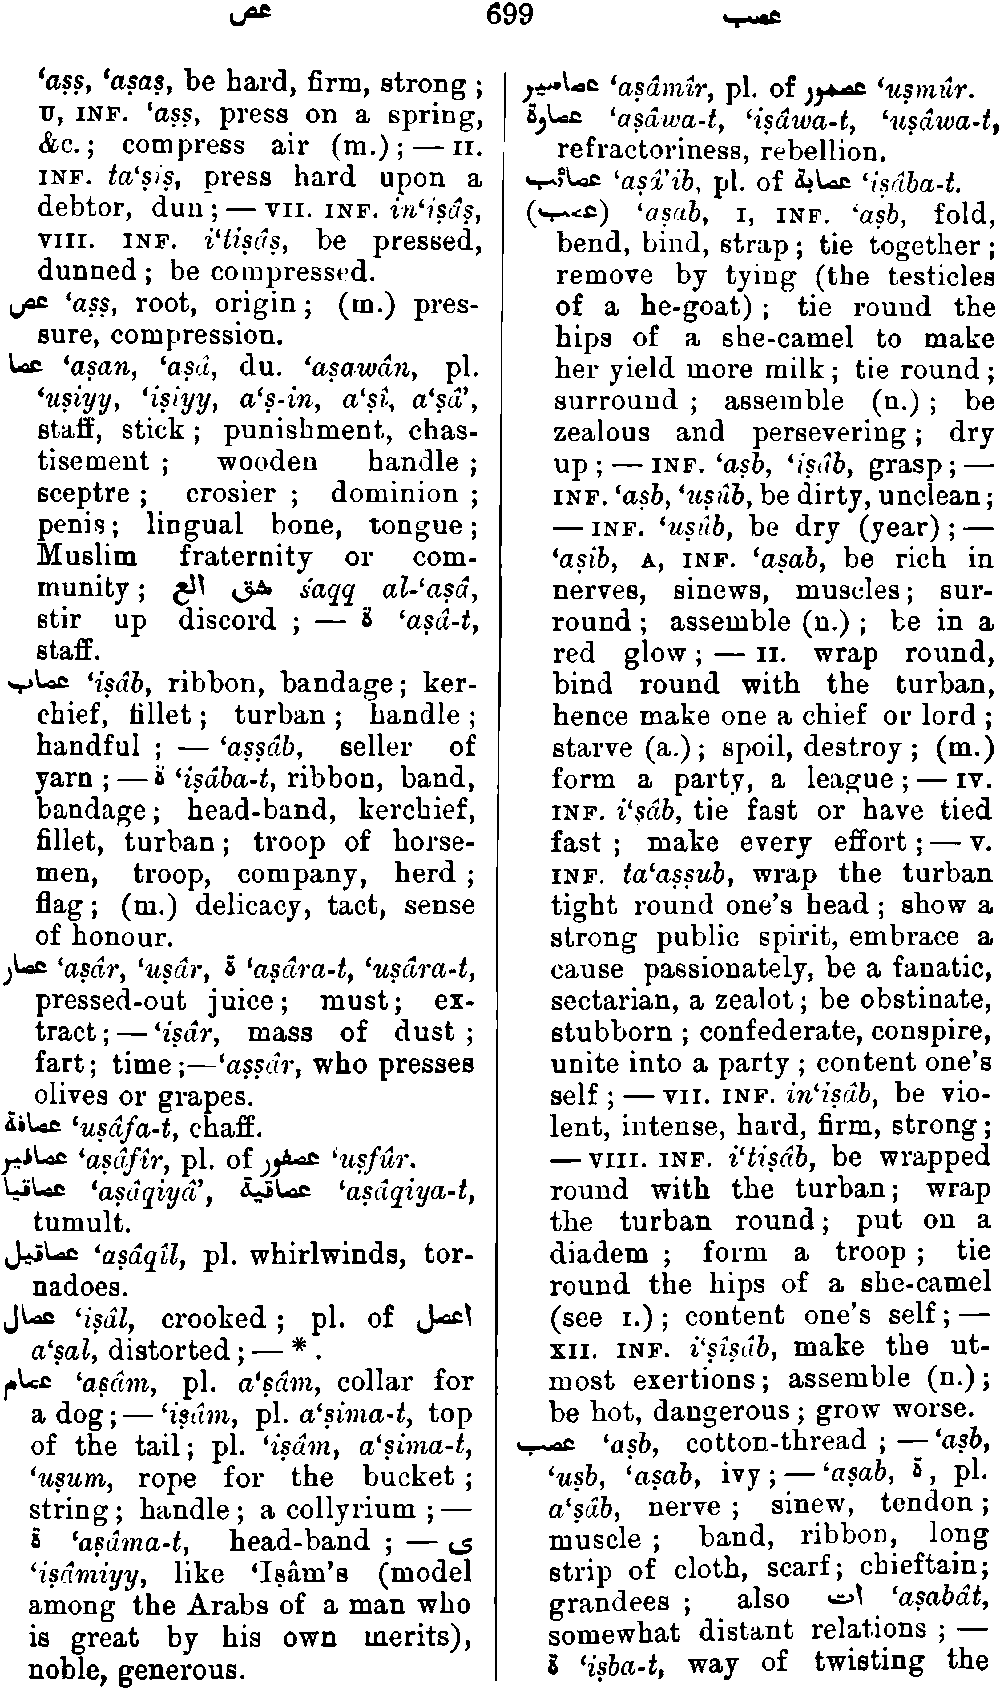 عص 699 عصب
‘aṣṣ, ‘aṣaṣ, be hard, firm, strong ;
U, INF. ‘aṣṣ, press on a spring,
&c. ; compress air (m.) ; — II.
INF. ta‘ṣiṣ, press hard upon a
debtor, dun ; — VII. INF. in‘iṣâṣ,
VIII. INF. i‘tiṣâṣ, be pressed,
dunned ; be compressed.
عص ‘aṣṣ, root, origin ; (m.) pres-
sure, compression.
عصا ‘aṣan, ‘aṣâ, du. ‘aṣawân, pl.
‘uṣiyy, ‘iṣiyy, a‘ṣ-in, a‘ṣî, a‘ṣâ’,
staff, stick ; punishment, chas-
tisement ; wooden handle ;
sceptre ; crosier ; dominion ;
penis ; lingual bone, tongue ;
Muslim fraternity or com-
munity ; شق الع śaqq al-‘aṣâ,
stir up discord ; — ة ‘aṣâ-t,
staff.
عصاب ‘iṣâb, ribbon, bandage ; ker-
chief, fillet ; turban ; handle ;
handful ; — ‘aṣṣâb, seller of
yarn ; — ة ‘iṣâba-t, ribbon, band,
bandage ; head-band, kerchief,
fillet, turban ; troop of horse-
men, troop, company, herd ;
flag ; (m.) delicacy, tact, sense
of honour.
عصار ‘aṣâr, ‘uṣâr, ة ‘aṣâra-t, ‘uṣâra-t,
pressed-out juice ; must ; ex-
tract ; — ‘iṣâr, mass of dust ;
fart ; time ; — ‘aṣṣâr, who presses
olives or grapes.
عصافة ‘uṣâfa-t, chaff.
عصافير ‘aṣâfîr, pl. of عصفور ‘uṣfûr.
عصاقيا ‘aṣâqiyâ’, عصاقية ‘aṣâqiya-t,
tumult.
عصاقيل ‘aṣâqîl, pl. whirlwinds, tor-
nadoes.
عصال ‘iṣâl, crooked ; pl. of اعصل
a‘ṣal, distorted ; — * .
عصام ‘aṣâm, pl. a‘ṣâm, collar for
a dog ; — ‘iṣâm, pl. a‘ṣima-t, top
of the tail ; pl. ‘iṣâm, a‘ṣima-t,
‘uṣum, rope for the bucket ;
string ; handle ; a collyrium ; —
ة ‘aṣâma-t, head-band ; — ى
‘iṣâmiyy, like ‘Iṣâm’s (model
among the Arabs of a man who
is great by his own merits),
noble, generous.
عصامير ‘aṣâmîr, pl. of عصمور ‘uṣmûr.
عصاوة ‘aṣâwa-t, ‘iṣâwa-t, ‘uṣâwa-t,
refractoriness, rebellion.
عصائب ‘aṣâ’ib, pl. of عصابة ‘iṣâba-t.
(عصب) ‘aṣab, I, INF. ‘aṣb, fold,
bend, bind, strap ; tie together ;
remove by tying (the testicles
of a he-goat) ; tie round the
hips of a she-camel to make
her yield more milk ; tie round ;
surround ; assemble (n.) ; be
zealous and persevering ; dry
up ; — INF. ‘aṣb, ‘iṣâb, grasp ; —
INF. ‘aṣb, ‘uṣûb, be dirty, unclean ;
— INF. ‘uṣûb, be dry (year) ; —
‘aṣib, A, INF. ‘aṣab, be rich in
nerves, sinews, muscles ; sur-
round ; assemble (n.) ; be in a
red glow ; — II. wrap round,
bind round with the turban,
hence make one a chief or lord ;
starve (a.) ; spoil, destroy ; (m.)
form a party, a league ; — IV.
INF. i‘ṣâb, tie fast or have tied
fast ; make every effort ; — V.
INF. ta‘aṣṣub, wrap the turban
tight round one’s head ; show a
strong public spirit, embrace a
cause passionately, be a fanatic,
sectarian, a zealot ; be obstinate,
stubborn ; confederate, conspire,
unite into a party ; content one’s
self ; — VII. INF. in‘iṣâb, be vio-
lent, intense, hard, firm, strong ;
— VIII. INF. i‘tiṣâb, be wrapped
round with the turban ; wrap
the turban round ; put on a
diadem ; form a troop ; tie
round the hips of a she-camel
(see I.) ; content one’s self ; —
XII. INF. i‘ṣîṣâb, make the ut-
most exertions ; assemble (n.) ;
be hot, dangerous ; grow worse.
عصب ‘aṣb, cotton-thread ; — ‘aṣb,
‘uṣb, ‘aṣab, ivy ; — ‘aṣab, ة, pl.
a‘ṣâb, nerve ; sinew, tendon ;
muscle ; band, ribbon, long
strip of cloth, scarf ; chieftain ;
grandees ; also ات ‘aṣabât,
somewhat distant relations ; —
ة ‘iṣba-t, way of twisting the